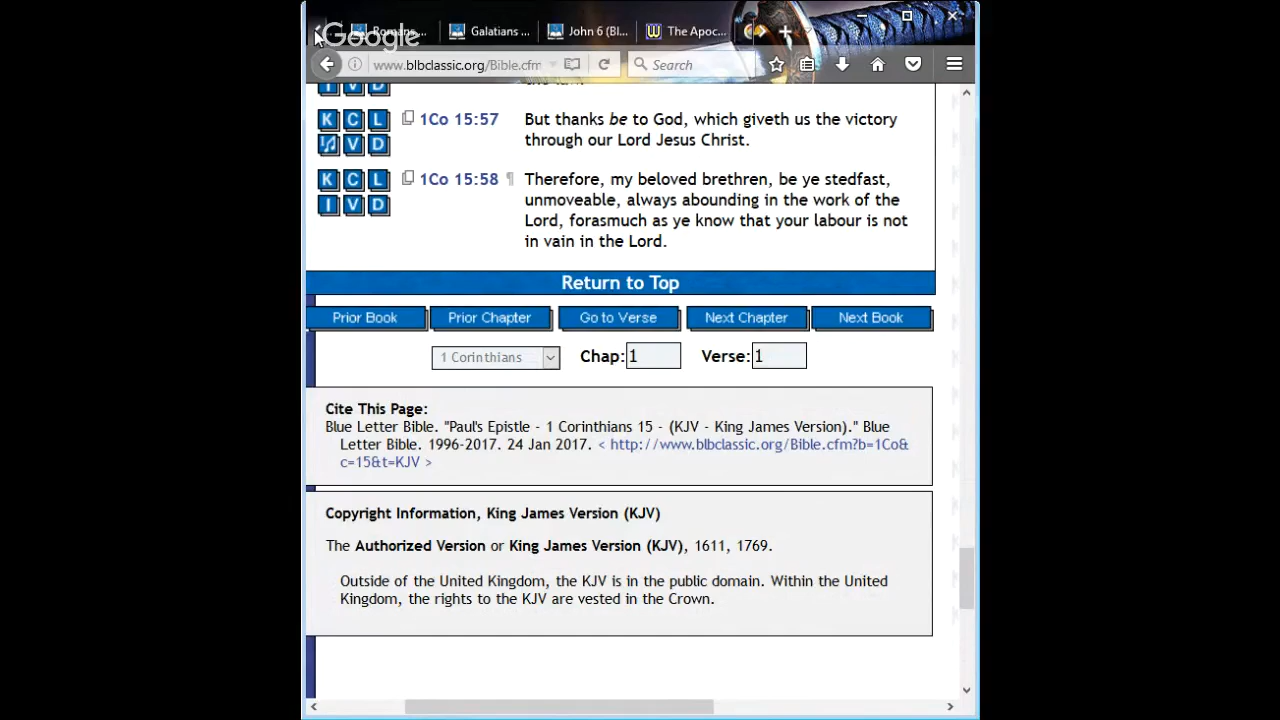 Google
Romans...
Galatians ...
John 6 (Bl...
The Apoc...
www.blbclassic.org/Bible.cfm
Search
K C L
1Co 15:57
But thanks be to God, which giveth us the victory
through our Lord Jesus Christ.
V D
K C L
1Co 15:58 ¶
Therefore, my beloved brethren, be ye stedfast,
unmoveable, always abounding in the work of the
I V D
Lord, forasmuch as ye know that your labour is not
in vain in the Lord.
Return to Top
Prior Book
Prior Chapter
Go to Verse
Next Chapter
Next Book
1 Corinthians
Chap: 1
Verse: 1
Cite This Page:
Blue Letter Bible. "Paul's Epistle - 1 Corinthians 15 - (KJV - King James Version)." Blue
Letter Bible. 1996-2017. 24 Jan 2017. < http://www.blbclassic.org/Bible.cfm?b=1Co&
c=15&t=KJV >
Copyright Information, King James Version (KJV)
The Authorized Version or King James Version (KJV), 1611, 1769.
Outside of the United Kingdom, the KJV is in the public domain. Within the United
Kingdom, the rights to the KJV are vested in the Crown.